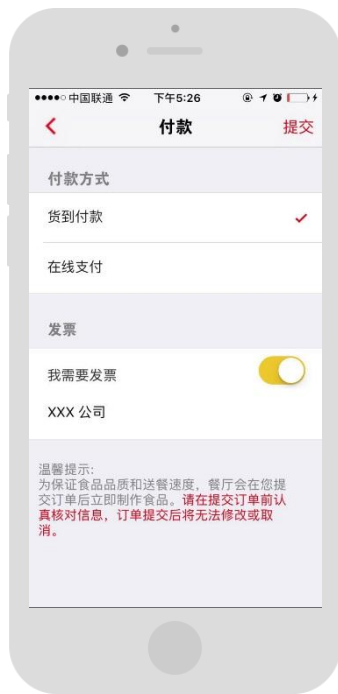 中国联通 下午5:26
付款 提交
付款方式
货到付款
在线支付
发票
我需要发票
XXX 公司
温馨提示:
为保证食品品质和送餐速度，餐厅会在您提
交订单后立即制作食品。请在提交订单前认
真核对信息，订单提交后将无法修改或取
消。